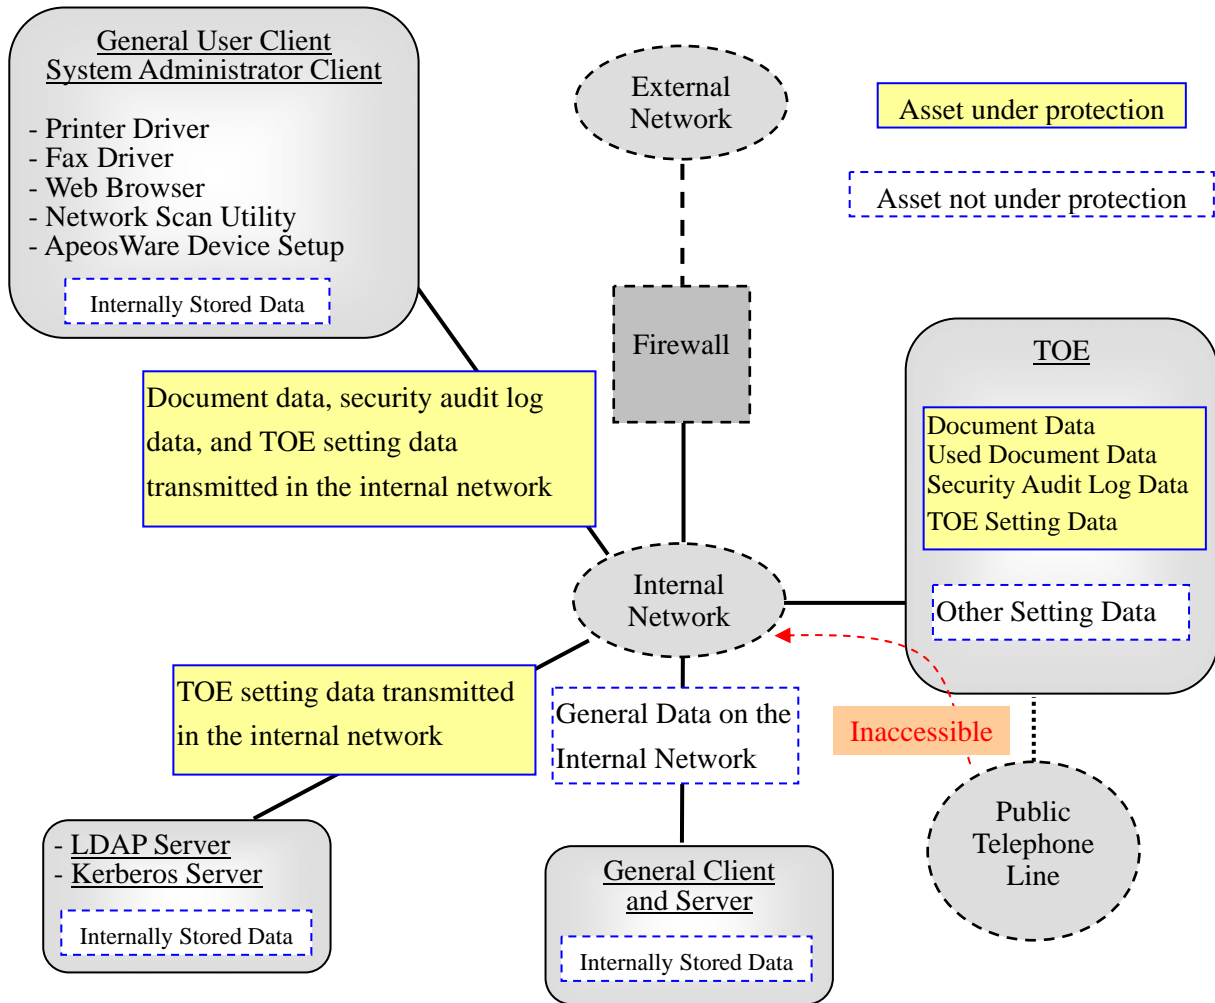 General User Client
System Administrator Client
- Printer Driver
- Fax Driver
- Web Browser
- Network Scan Utility
- ApeosWare Device Setup
Internally Stored Data
External
Network
Asset under protection
Asset not under protection
Firewall
TOE
Document Data
Used Document Data
Security Audit Log Data
TOE Setting Data
Other Setting Data
Document data, security audit log
data, and TOE setting data
transmitted in the internal network
Internal
Network
TOE setting data transmitted
in the internal network
General Data on the
Internal Network
Inaccessible
Public
Telephone
Line
- LDAP Server
- Kerberos Server
Internally Stored Data
General Client
and Server
Internally Stored Data